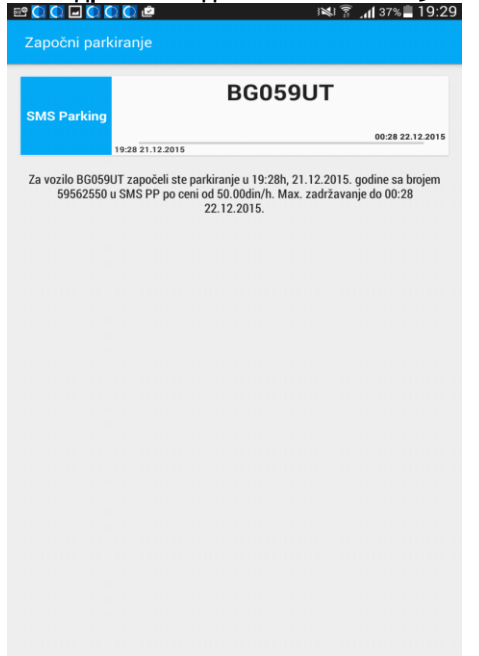 37% 19:29
Započni parkiranje
BG059UT
SMS Parking
00:28 22.12.2015
19:28 21.12.2015
Za vozilo BG059UT započeli ste parkiranje u 19:28h, 21.12.2015. godine sa brojem
59562550 u SMS PP po ceni od 50.00din/h. Max. zadržavanje do 00:28
22.12.2015.